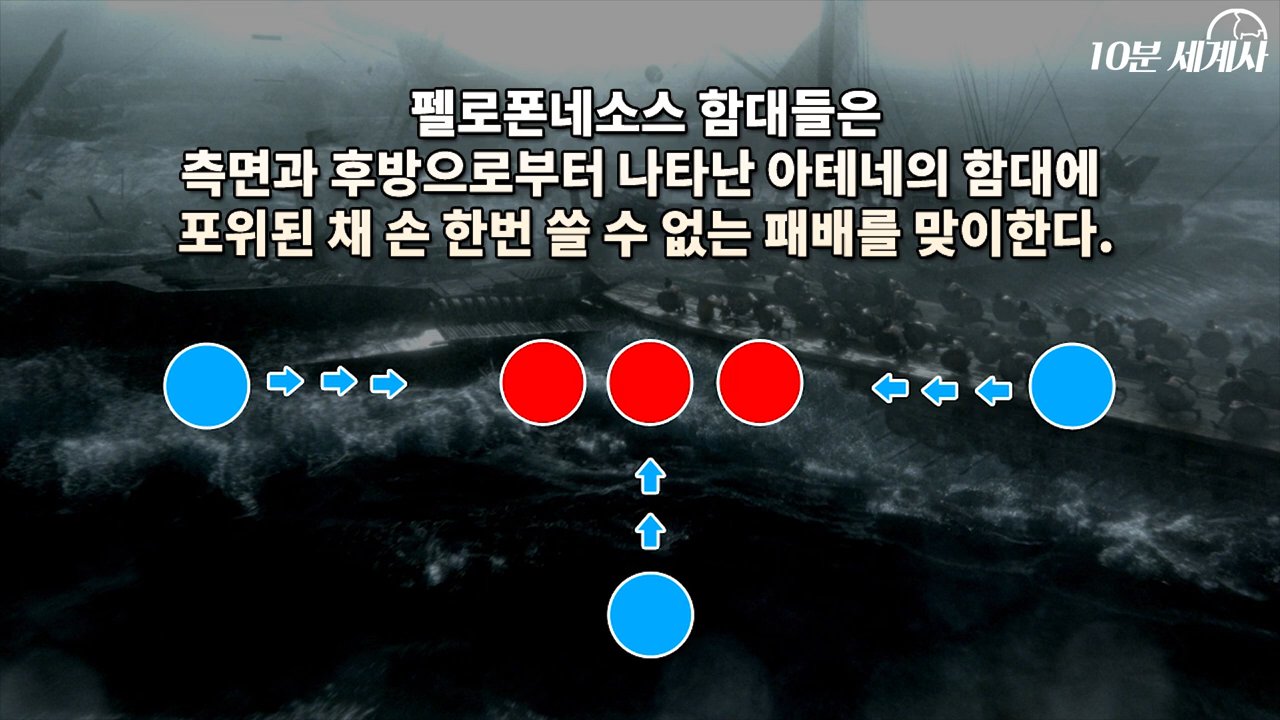 10분 세계사
펠로폰네소스 함대들은
측면과 후방으로부터 나타난 아테네의 함대에
포위된 채 손 한번 쓸 수 없는 패배를 맞이한다.